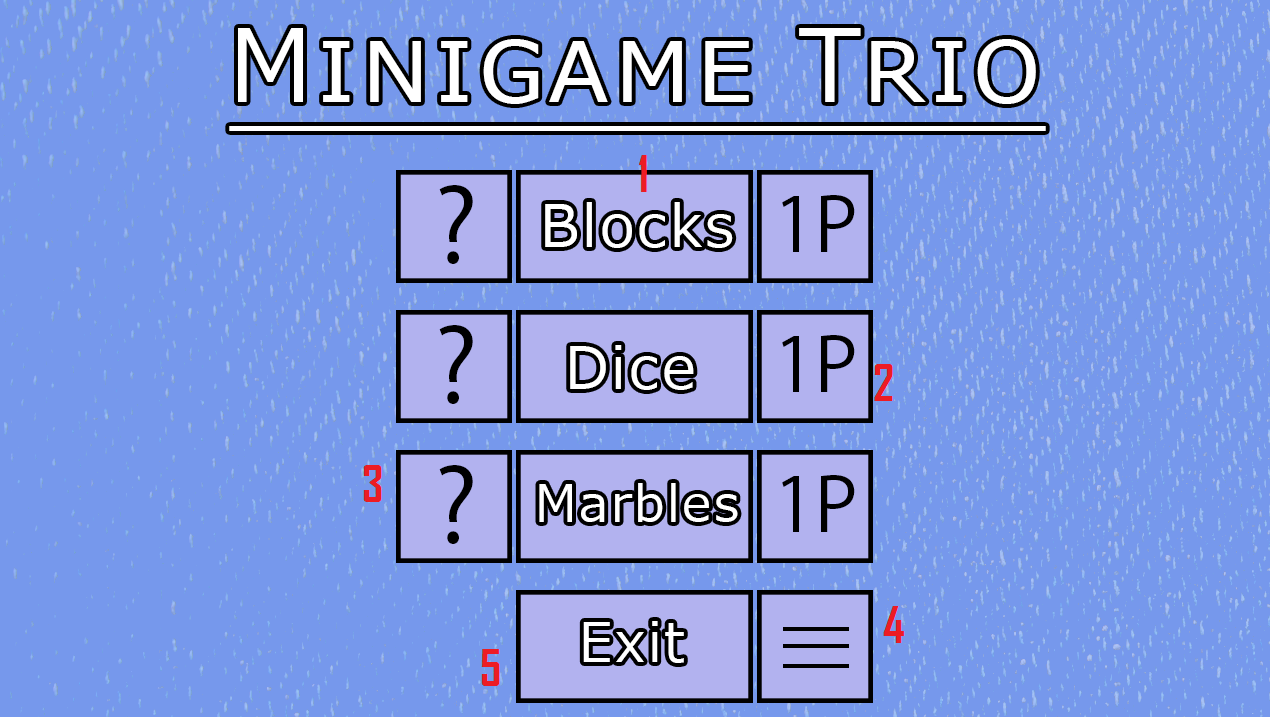 MINIGAME TRIO
1
? Blocks 1P
? Dice 1P 2
3 ? Marbles 1P
5 Exit 4